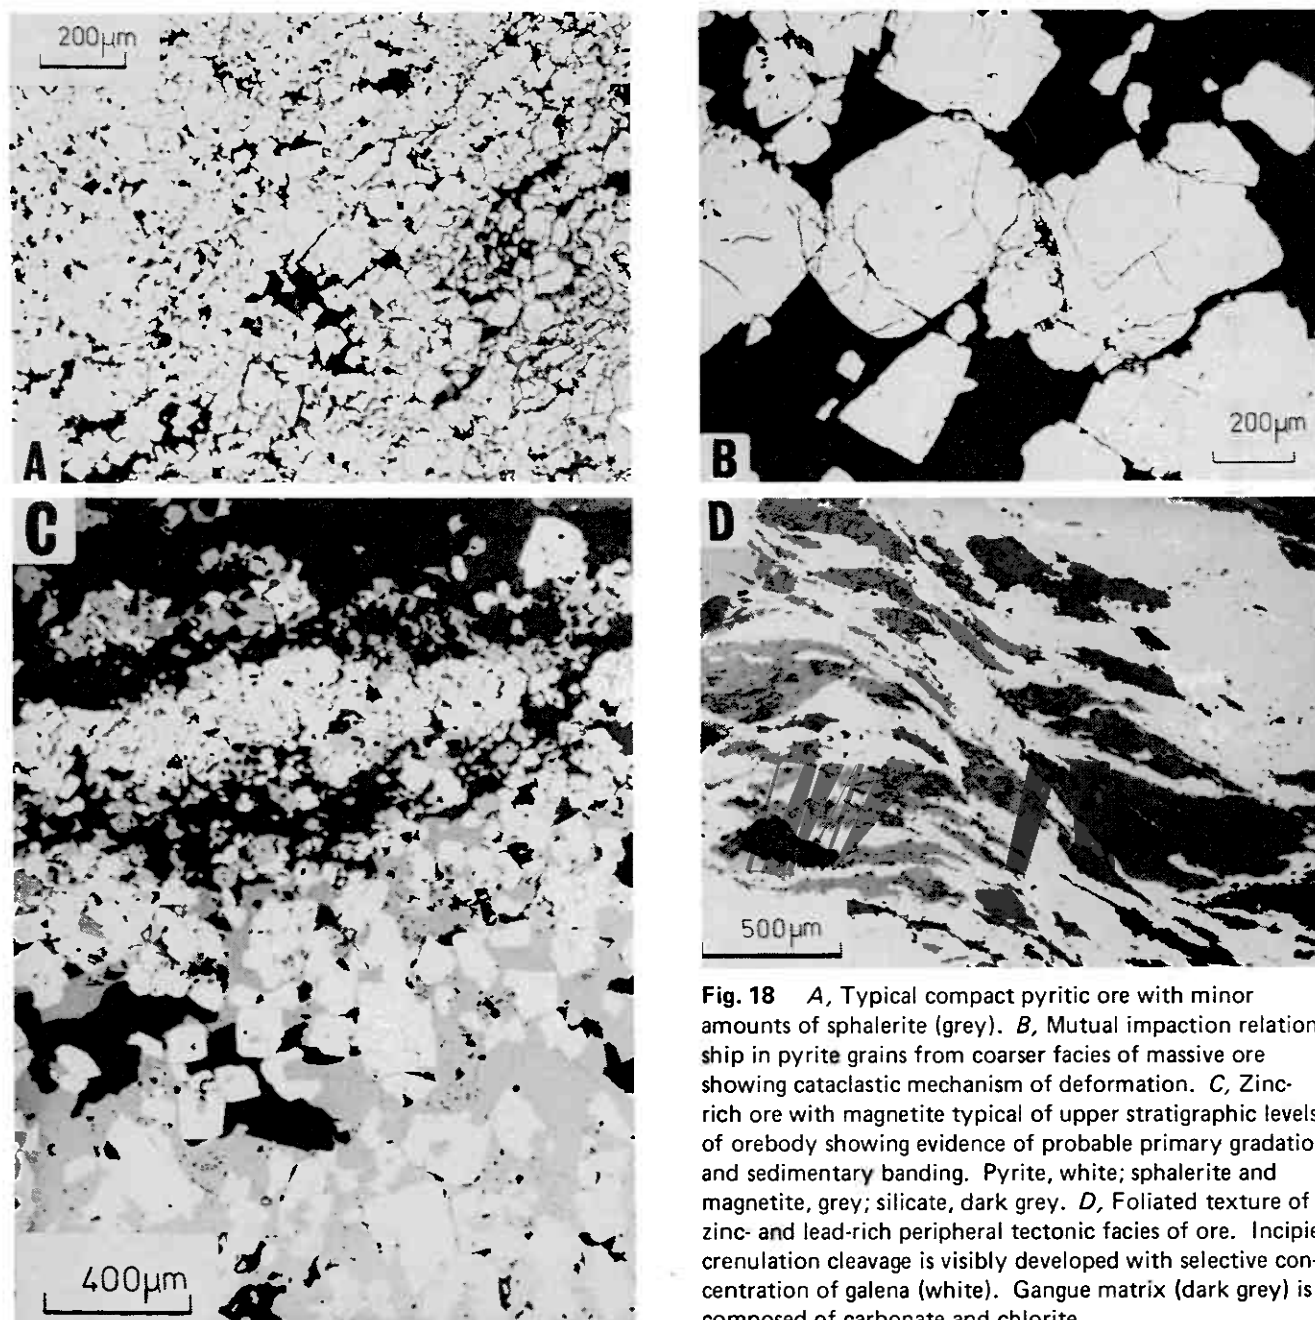 200µm
A
B
200µm
C
400µm
D
500µm
Fig. 18 A, Typical compact pyritic ore with minor
amounts of sphalerite (grey). B, Mutual impaction relation
ship in pyrite grains from coarser facies of massive ore
showing cataclastic mechanism of deformation. C, Zinc-
rich ore with magnetite typical of upper stratigraphic levels
of orebody showing evidence of probable primary gradatio
and sedimentary banding. Pyrite, white; sphalerite and
magnetite, grey; silicate, dark grey. D, Foliated texture of
zinc- and lead-rich peripheral tectonic facies of ore. Incipie
crenulation cleavage is visibly developed with selective con-
centration of galena (white). Gangue matrix (dark grey) is
composed of carbonate and chlorite